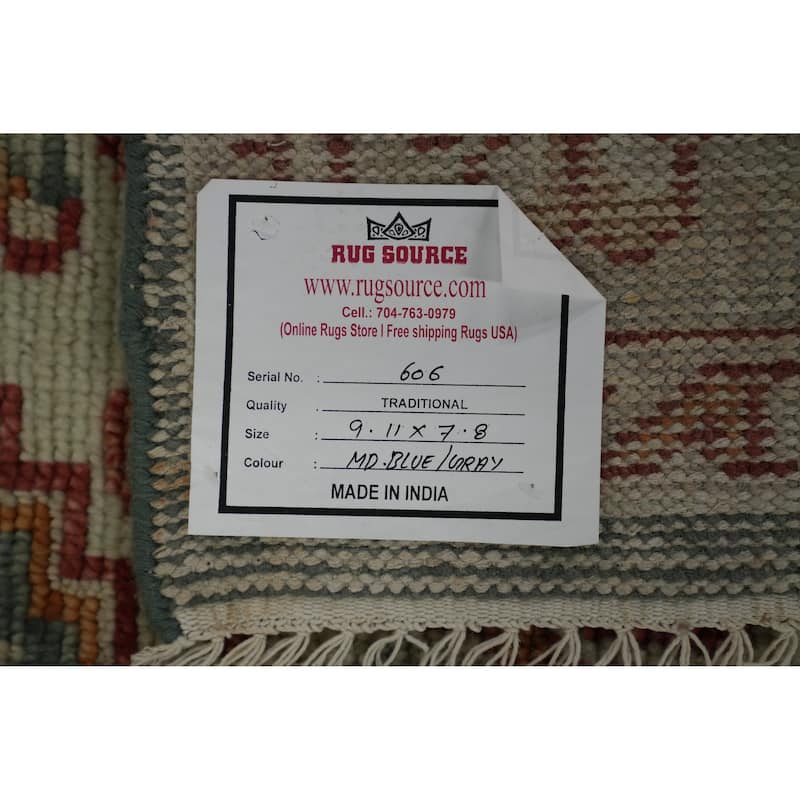 RUG SOURCE
www.rugsource.com
Cell.: 704-763-0979
(Online Rugs Store I Free shipping Rugs USA)
Serial No. : 606
Quality : TRADITIONAL
Size : 9.11 x 7.8
Colour : MD.BLUE/GRAY
MADE IN INDIA